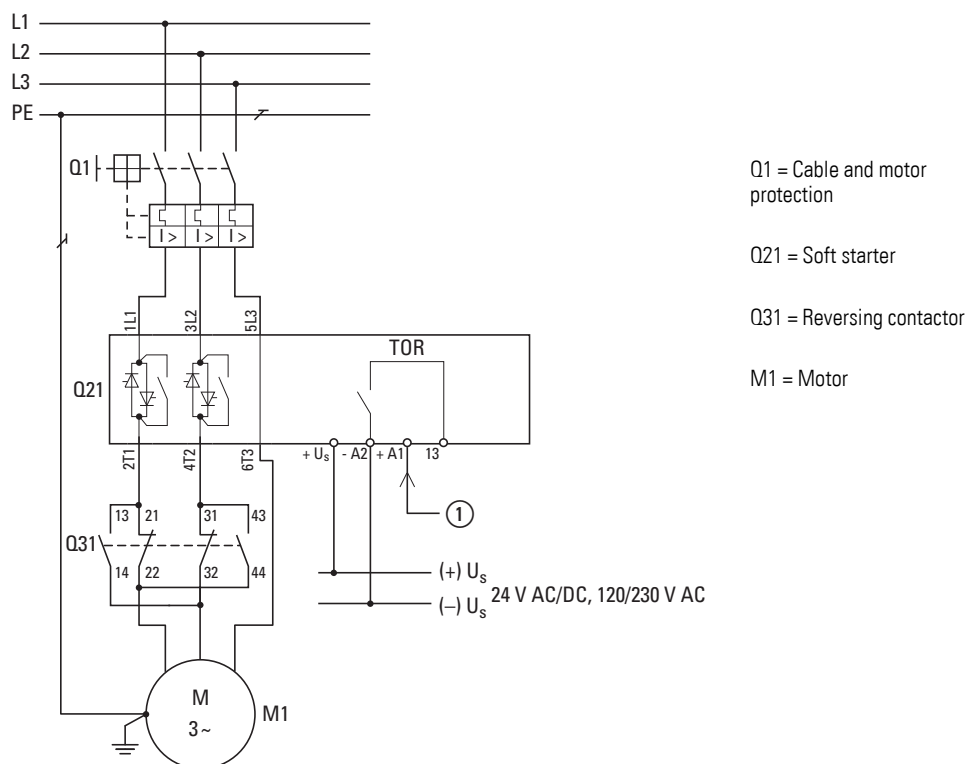 L1
L2
L3
PE
Q1
I > I > I >
Q1 = Cable and motor
protection
Q21 = Soft starter
Q31 = Reversing contactor
M1 = Motor
1L1 3L2 5L3
TOR
Q21
2T1 4T2 6T3
+ Us - A2 + A1 13
1
13 21 31 43
Q31
14 22 32 44
(+) Us
(–) Us 24 V AC/DC, 120/230 V AC
M
3 ~
M1